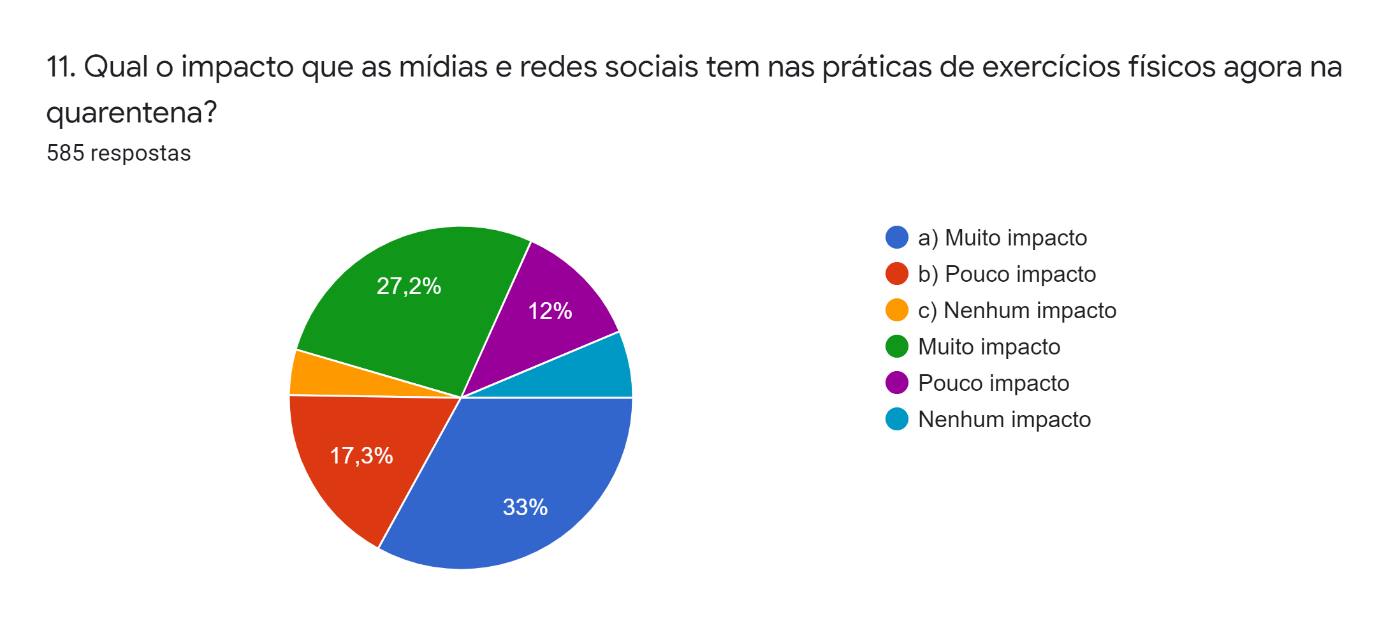 11. Qual o impacto que as mídias e redes sociais tem nas práticas de exercícios físicos agora na
quarentena?
585 respostas
27,2%
12%
17,3%
33%
a) Muito impacto
b) Pouco impacto
c) Nenhum impacto
Muito impacto
Pouco impacto
Nenhum impacto